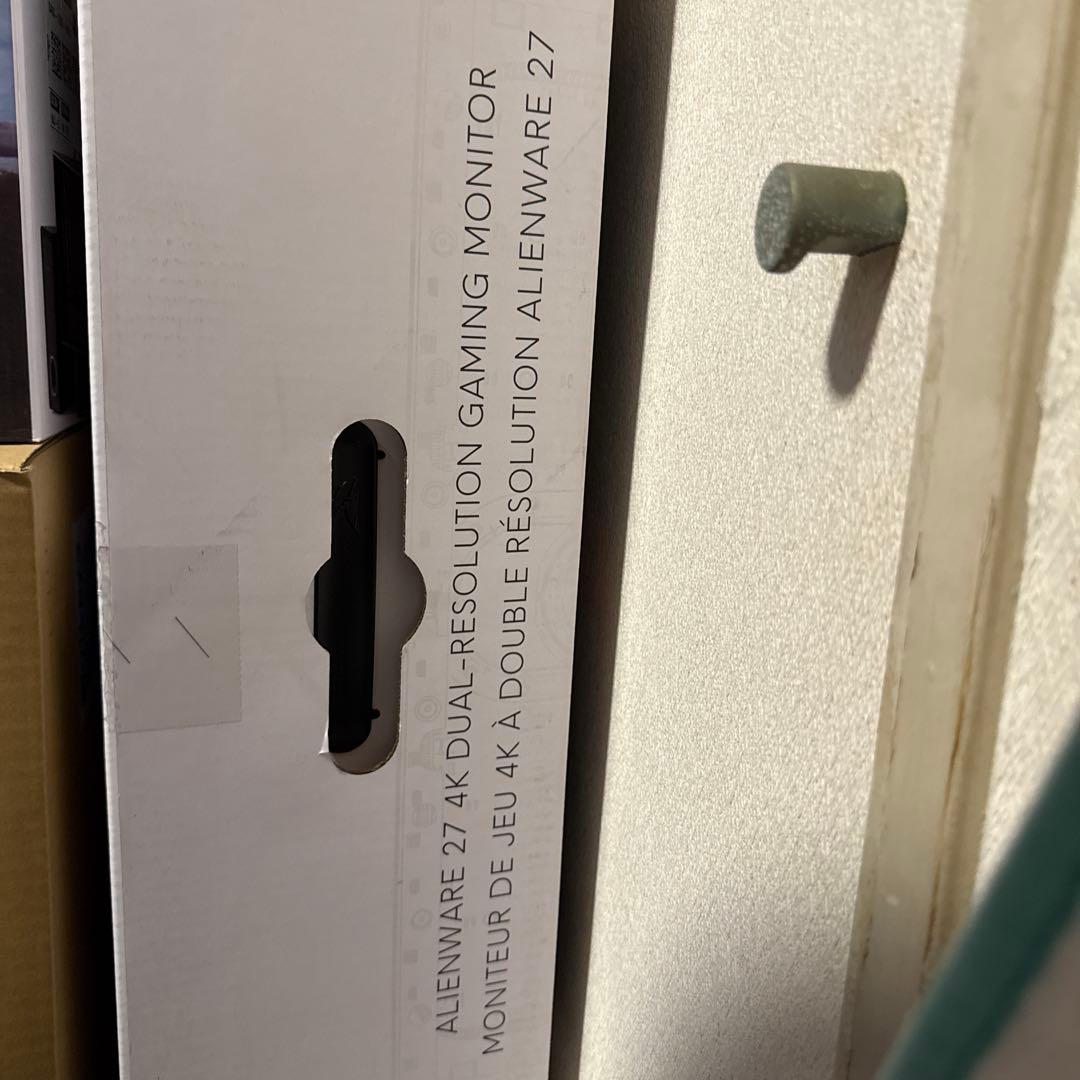 ALIENWARE 27 4K DUAL-RESOLUTION GAMING MONITOR
MONITEUR DE JEU 4K À DOUBLE RÉSOLUTION ALIENWARE 27